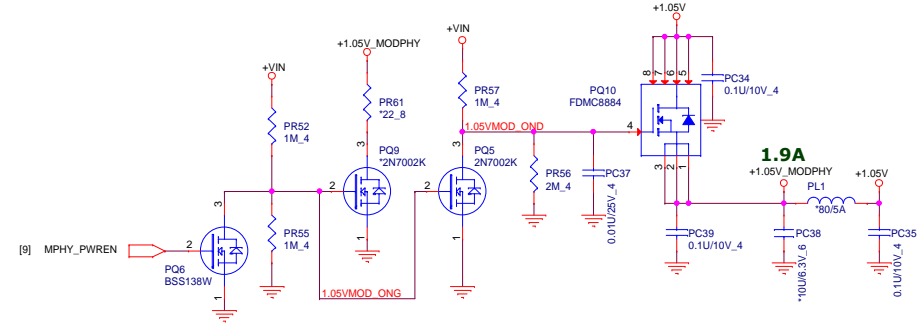 +1.05V
+VIN
+1.05V_MODPHY
+VIN
8
7
6
5
PC34
0.1U/10V_4
PQ10
FDMC8884
PR52
1M_4
PR61
*22_8
PR57
1M_4
1.05VMOD_OND
4
3
PQ9
*2N7002K
3
PQ5
2N7002K
3
2
1
1.9A
+1.05V_MODPHY
+1.05V
PL1
*80/5A
3
2
2
2
PR56
2M_4
PC37
0.01U/25V_4
[9]
MPHY_PWREN
2
PR55
1M_4
1
1
PC39
0.1U/10V_4
PC38
*10U/6.3V_6
PC35
0.1U/10V_4
PQ6
BSS138W
1
1.05VMOD_ONG